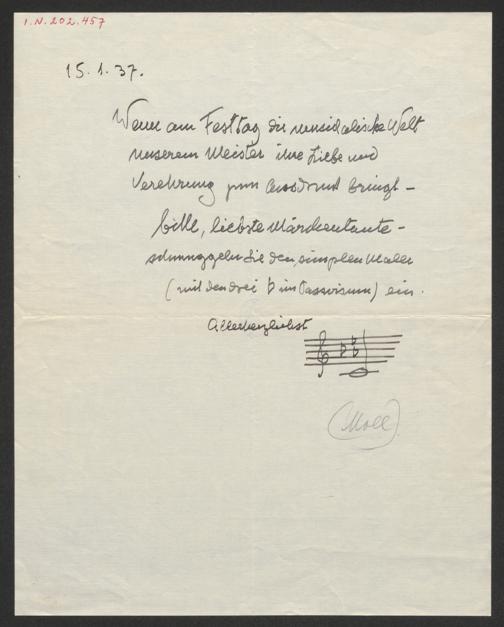 I.N. 202.457
15.1.37.
Wenn am Festtag die musikalische Welt
unserem Meister ihre Liebe und
Verehrung zum Ausdruck bringt –
bitte, liebste Märchentante –
schmuggeln Sie den simplen Maler
(mit den drei b im Passvisum) ein.
Allerherzlichst
(Moll)